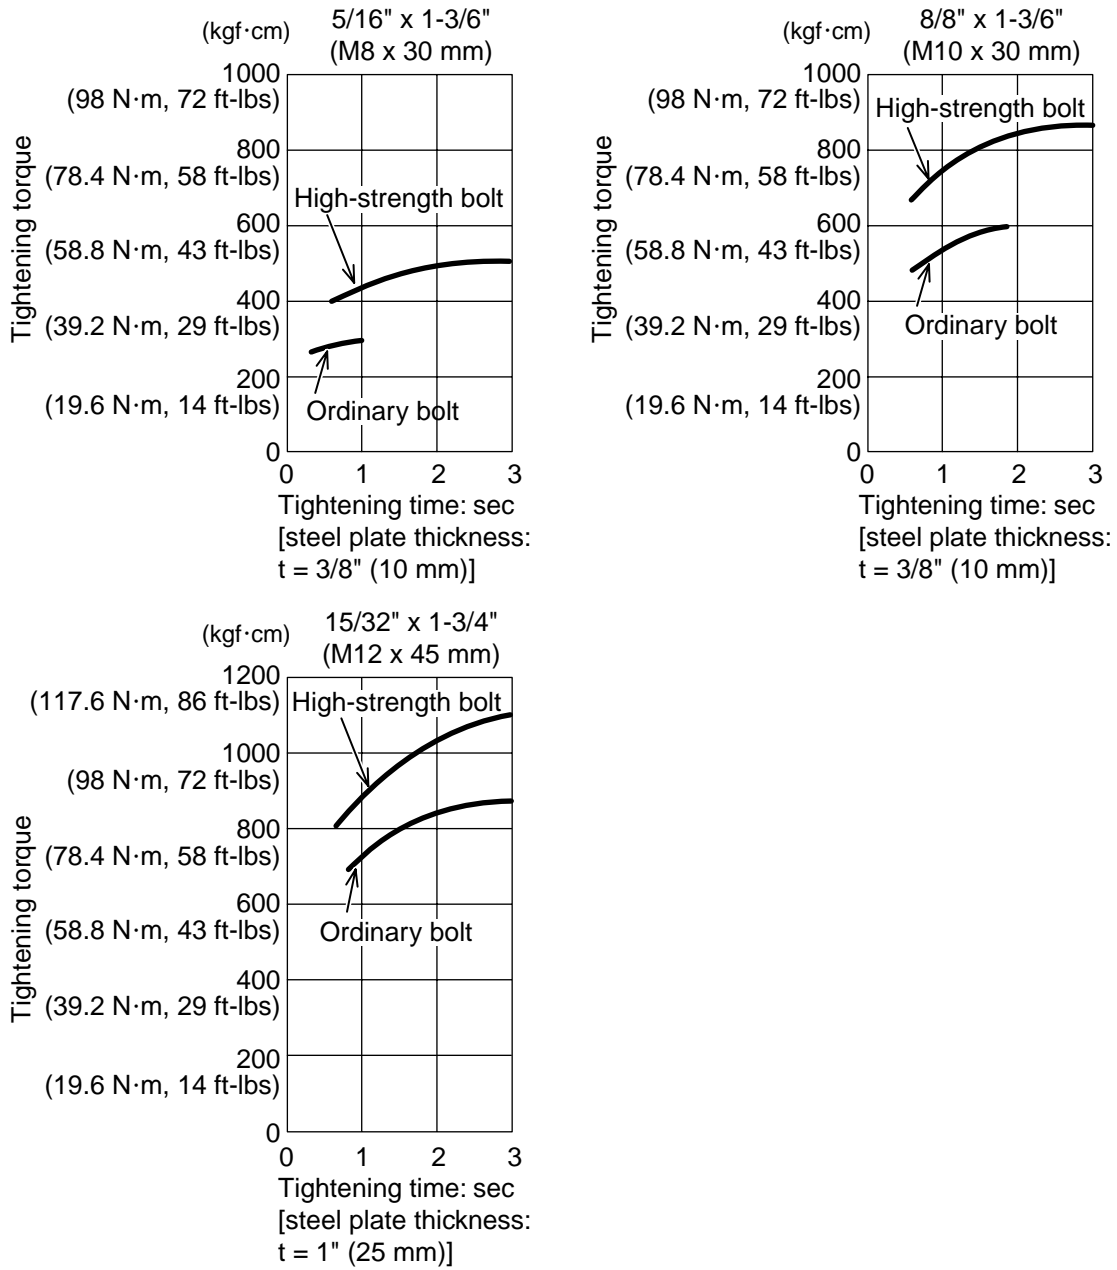 5/16" x 1-3/6"
(kgf·cm)
(M8 x 30 mm)
1000
(98 N·m, 72 ft-lbs)
800
(78.4 N·m, 58 ft-lbs)
High-strength bolt
600
(58.8 N·m, 43 ft-lbs)
400
(39.2 N·m, 29 ft-lbs)
200
(19.6 N·m, 14 ft-lbs)
Ordinary bolt
0
Tightening torque
0 1 2 3
Tightening time: sec
[steel plate thickness:
t = 3/8" (10 mm)]
8/8" x 1-3/6"
(kgf·cm)
(M10 x 30 mm)
1000
(98 N·m, 72 ft-lbs)
High-strength bolt
800
(78.4 N·m, 58 ft-lbs)
600
(58.8 N·m, 43 ft-lbs)
400
(39.2 N·m, 29 ft-lbs)
Ordinary bolt
200
(19.6 N·m, 14 ft-lbs)
0
Tightening torque
0 1 2 3
Tightening time: sec
[steel plate thickness:
t = 3/8" (10 mm)]
15/32" x 1-3/4"
(kgf·cm)
(M12 x 45 mm)
1200
(117.6 N·m, 86 ft-lbs)
High-strength bolt
1000
(98 N·m, 72 ft-lbs)
800
(78.4 N·m, 58 ft-lbs)
600
(58.8 N·m, 43 ft-lbs)
Ordinary bolt
400
(39.2 N·m, 29 ft-lbs)
200
(19.6 N·m, 14 ft-lbs)
0
Tightening torque
0 1 2 3
Tightening time: sec
[steel plate thickness:
t = 1" (25 mm)]